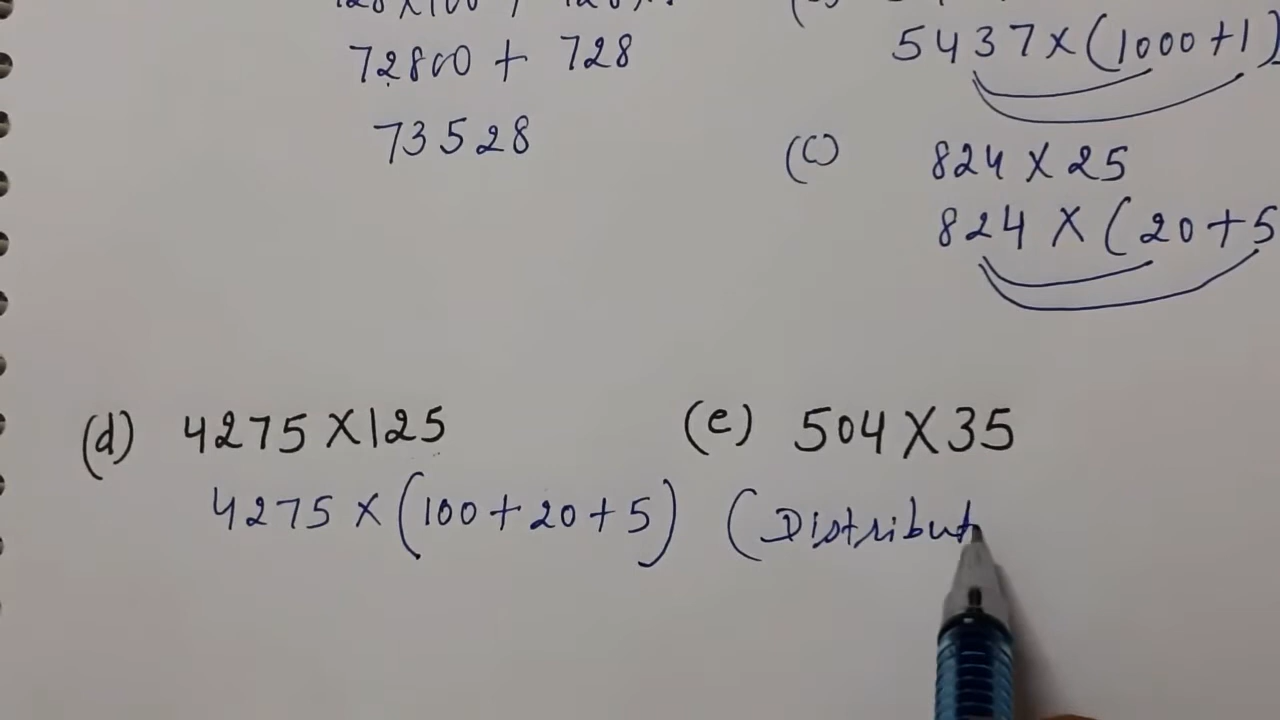 72800 + 728
73528
5437 × (1000+1)
(C) 824 × 25
824 × (20+5
(d) 4275 × 125
4275 × (100+20+5) (Distribut
(e) 504 × 35